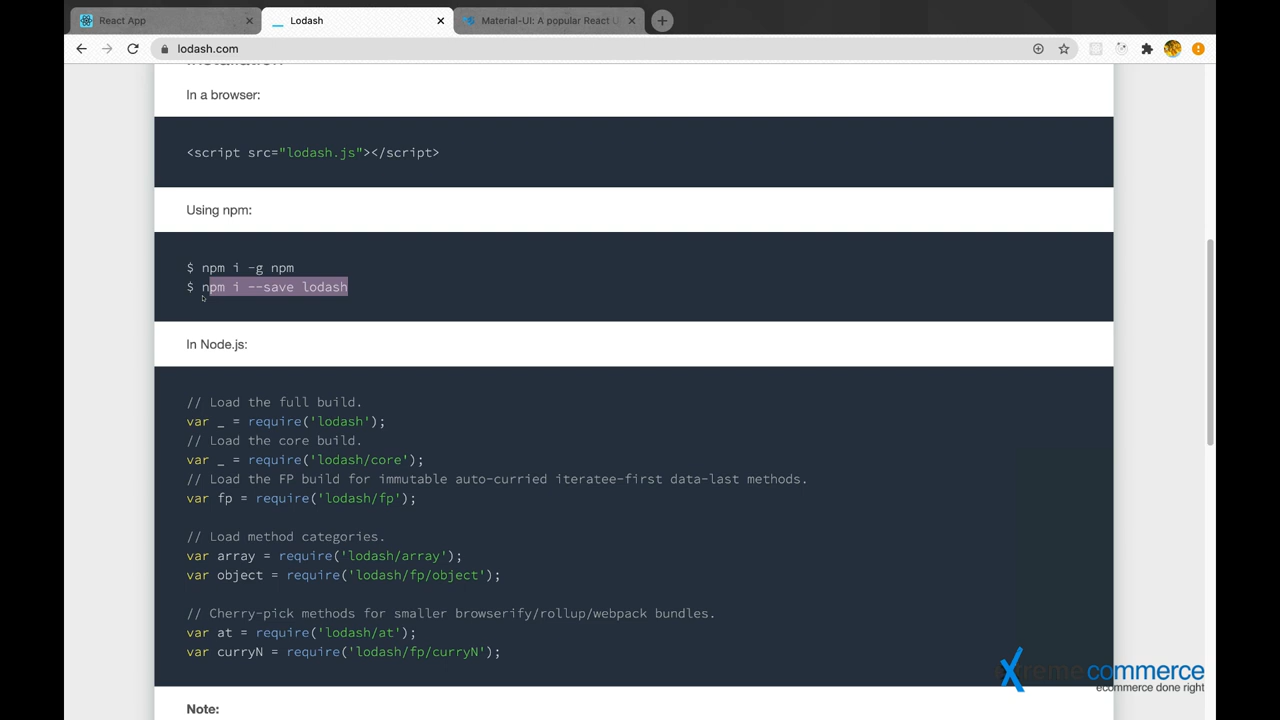 React App
Lodash
Material-UI: A popular React U
lodash.com
Installation
In a browser:
<script src="lodash.js"></script>
Using npm:
$ npm i -g npm
$ npm i --save lodash
In Node.js:
// Load the full build.
var _ = require('lodash');
// Load the core build.
var _ = require('lodash/core');
// Load the FP build for immutable auto-curried iteratee-first data-last methods.
var fp = require('lodash/fp');
// Load method categories.
var array = require('lodash/array');
var object = require('lodash/fp/object');
// Cherry-pick methods for smaller browserify/rollup/webpack bundles.
var at = require('lodash/at');
var curryN = require('lodash/fp/curryN');
Note:
extremecommerce
ecommerce done right